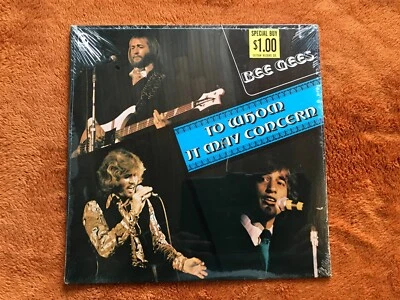 SPECIAL BUY
$1.00
BEE GEES
TO WHOM
IT MAY CONCERN